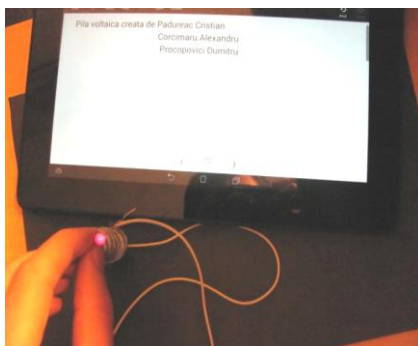 Pila voltaica creata de Padureac Cristian
Corcimaru Alexandru
Procopovici Dumitru